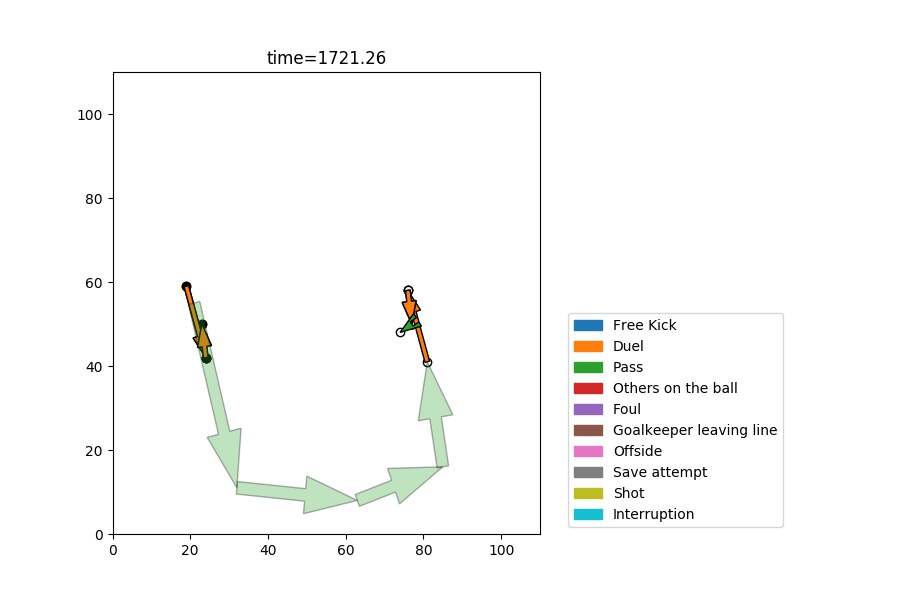 time=1721.26
100
80
60
40
20
0
0 20 40 60 80 100
Free Kick
Duel
Pass
Others on the ball
Foul
Goalkeeper leaving line
Offside
Save attempt
Shot
Interruption